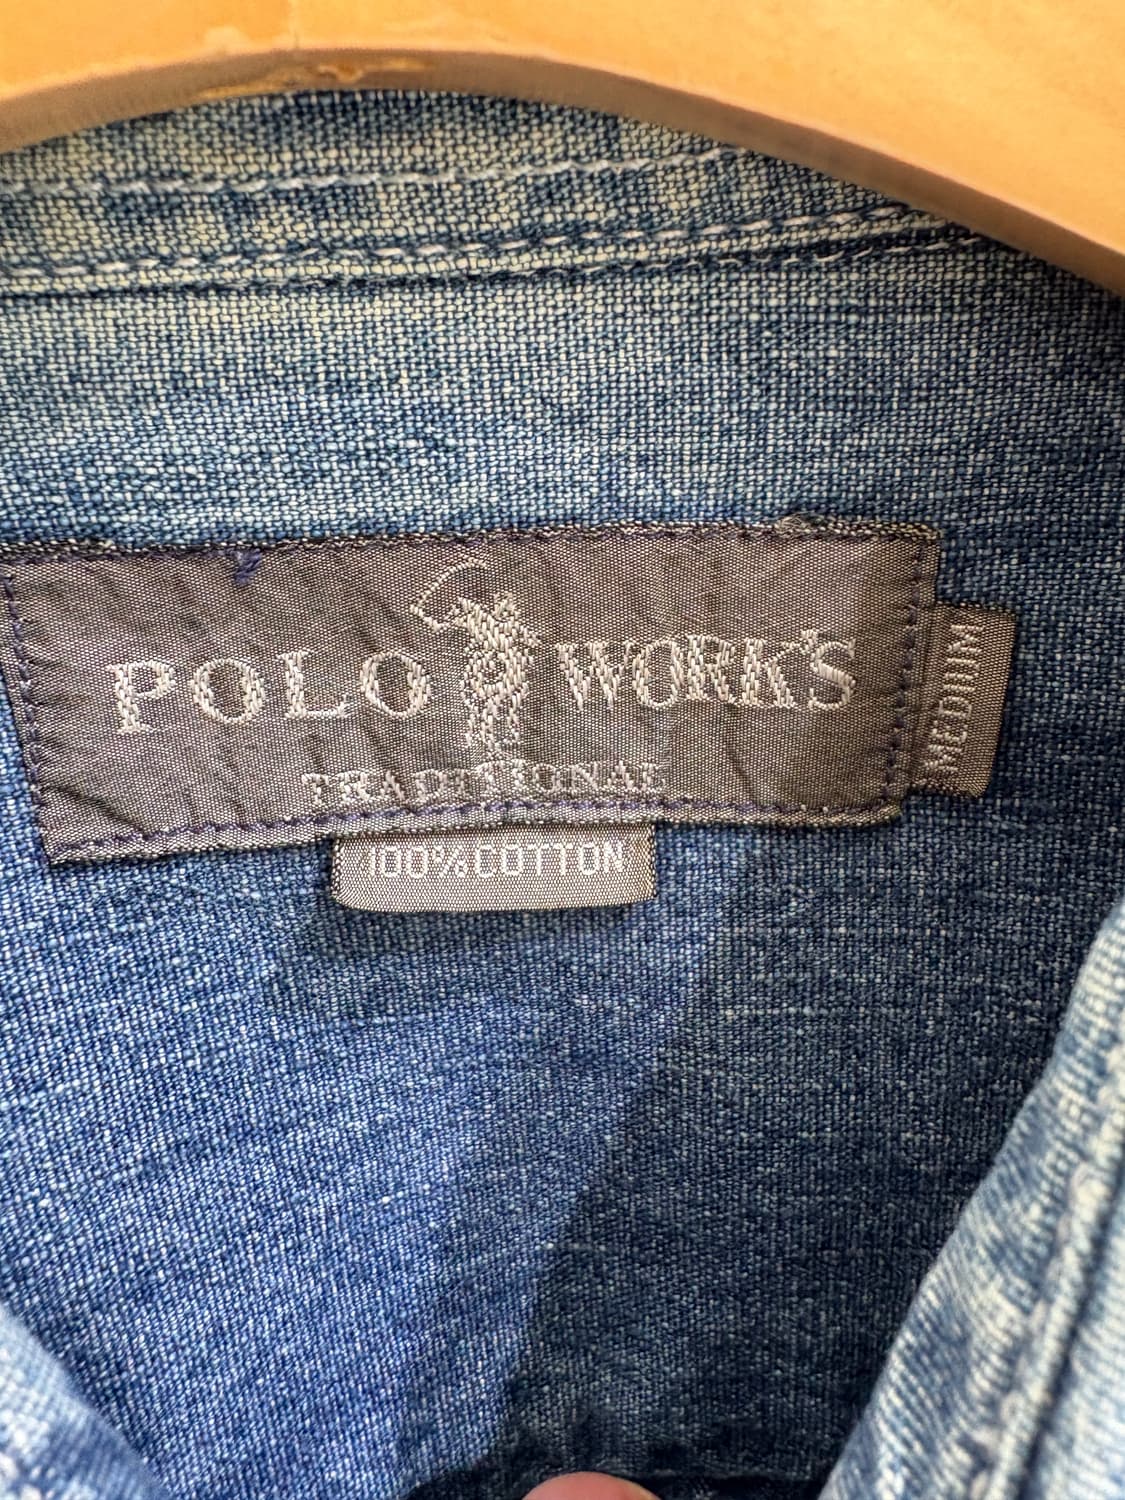 POLO WORK'S
TRADITIONAL
MEDIUM
100%COTTON